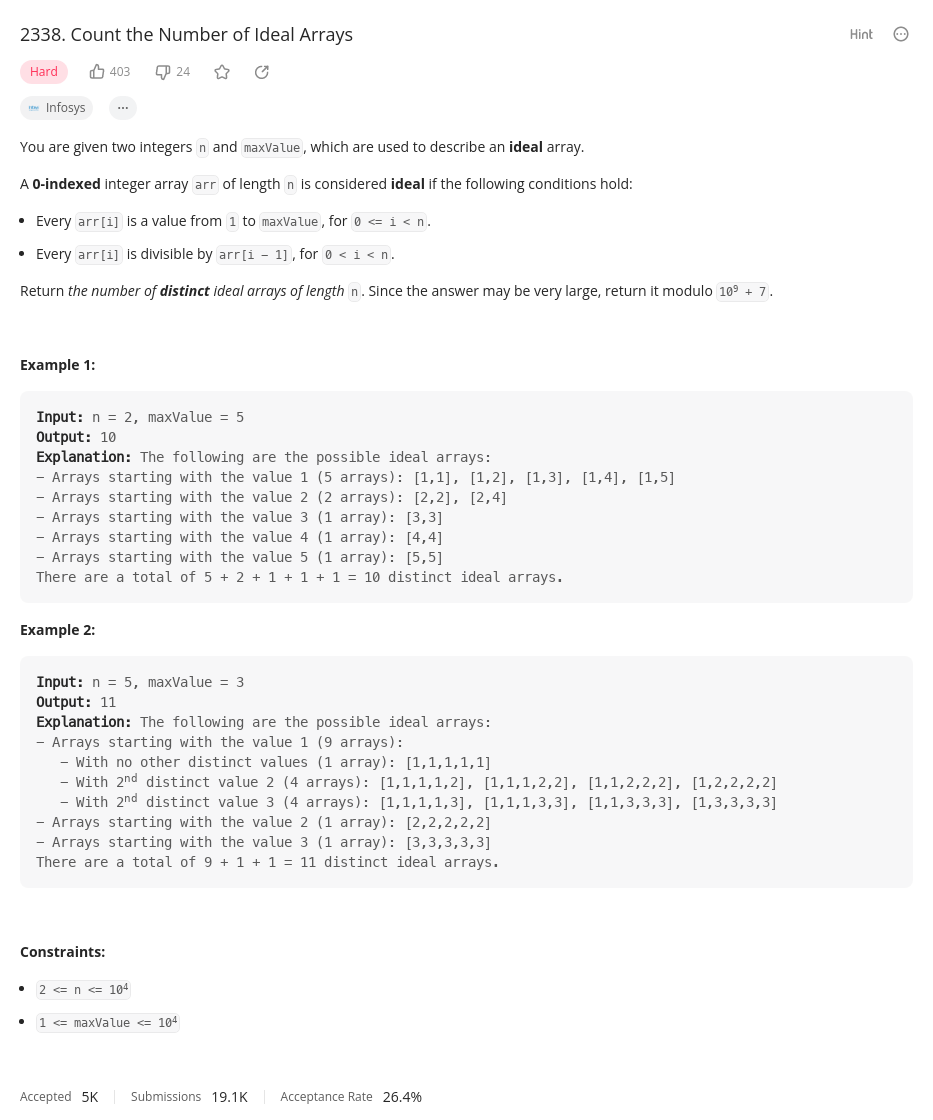 2338. Count the Number of Ideal Arrays
Hint
Hard 403 24
Infosys ...
You are given two integers n and maxValue, which are used to describe an ideal array.
A 0-indexed integer array arr of length n is considered ideal if the following conditions hold:
• Every arr[i] is a value from 1 to maxValue, for 0 <= i < n.
• Every arr[i] is divisible by arr[i − 1], for 0 < i < n.
Return the number of distinct ideal arrays of length n. Since the answer may be very large, return it modulo 10⁹ + 7.
Example 1:
Input: n = 2, maxValue = 5
Output: 10
Explanation: The following are the possible ideal arrays:
− Arrays starting with the value 1 (5 arrays): [1,1], [1,2], [1,3], [1,4], [1,5]
− Arrays starting with the value 2 (2 arrays): [2,2], [2,4]
− Arrays starting with the value 3 (1 array): [3,3]
− Arrays starting with the value 4 (1 array): [4,4]
− Arrays starting with the value 5 (1 array): [5,5]
There are a total of 5 + 2 + 1 + 1 + 1 = 10 distinct ideal arrays.
Example 2:
Input: n = 5, maxValue = 3
Output: 11
Explanation: The following are the possible ideal arrays:
− Arrays starting with the value 1 (9 arrays):
− With no other distinct values (1 array): [1,1,1,1,1]
− With 2ⁿᵈ distinct value 2 (4 arrays): [1,1,1,1,2], [1,1,1,2,2], [1,1,2,2,2], [1,2,2,2,2]
− With 2ⁿᵈ distinct value 3 (4 arrays): [1,1,1,1,3], [1,1,1,3,3], [1,1,3,3,3], [1,3,3,3,3]
− Arrays starting with the value 2 (1 array): [2,2,2,2,2]
− Arrays starting with the value 3 (1 array): [3,3,3,3,3]
There are a total of 9 + 1 + 1 = 11 distinct ideal arrays.
Constraints:
• 2 <= n <= 10⁴
• 1 <= maxValue <= 10⁴
Accepted 5K Submissions 19.1K Acceptance Rate 26.4%